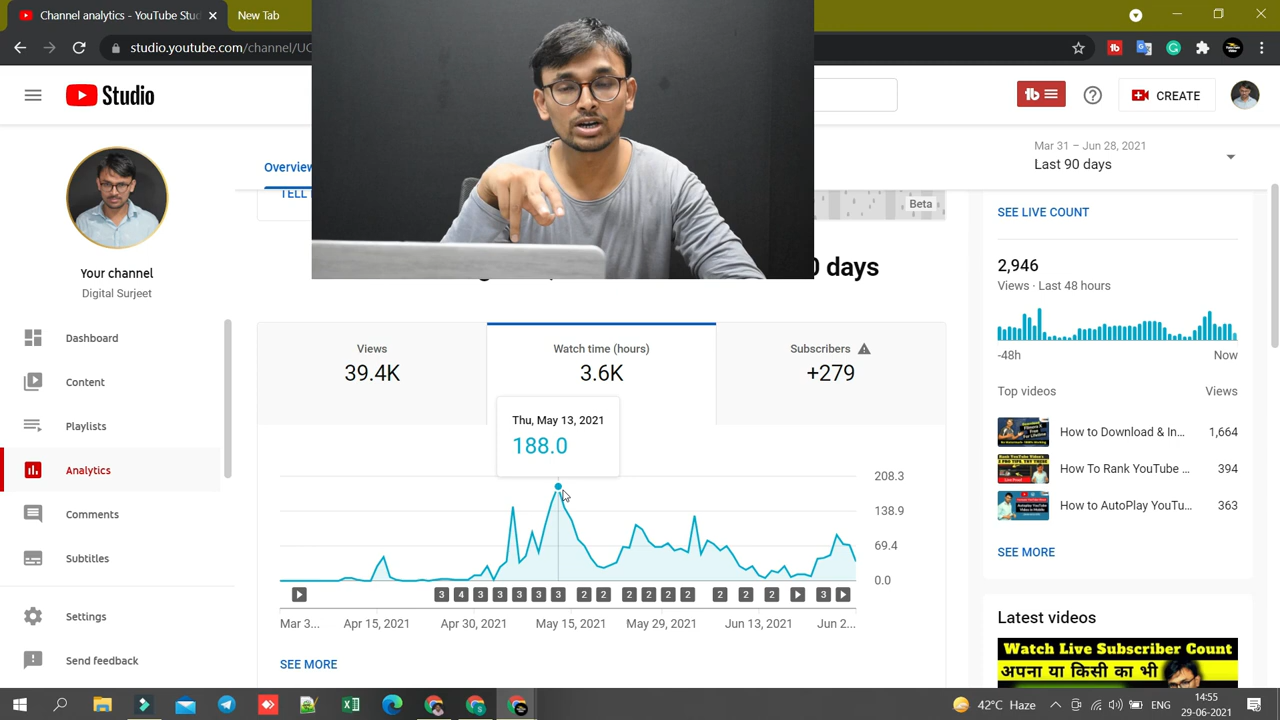 Channel analytics - YouTube Stud
New Tab
studio.youtube.com/channel/UC
Studio
CREATE
Mar 31 – Jun 28, 2021
Last 90 days
Overview
TELL
Beta
SEE LIVE COUNT
Your channel
Digital Surjeet
0 days
2,946
Views · Last 48 hours
-48h
Now
Dashboard
Content
Playlists
Analytics
Comments
Subtitles
Settings
Send feedback
Views
39.4K
Watch time (hours)
3.6K
Subscribers
+279
Thu, May 13, 2021
188.0
208.3
138.9
69.4
0.0
3 4 3 3 3 3 3 2 2 2 2 2 2 2 2 2 3
Mar 3... Apr 15, 2021 Apr 30, 2021 May 15, 2021 May 29, 2021 Jun 13, 2021 Jun 2...
SEE MORE
Top videos Views
How to Download & In... 1,664
How To Rank YouTube ... 394
How to AutoPlay YouTu... 363
SEE MORE
Latest videos
Watch Live Subscriber Count
अपना या किसी का भी
42°C Haze
ENG
14:55
29-06-2021